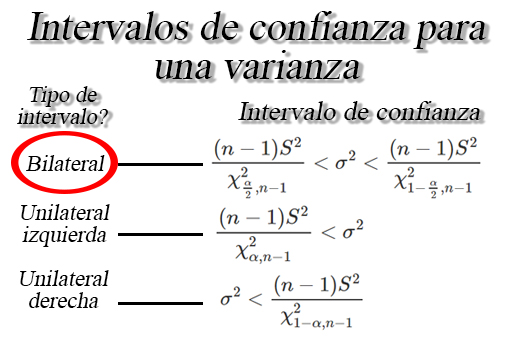 Intervalos de confianza para
una varianza
Tipo de
intervalo?
Intervalo de confianza
Bilateral
\frac{(n-1)S^2}{\chi^2_{\frac{\alpha}{2},n-1}} < \sigma^2 < \frac{(n-1)S^2}{\chi^2_{1-\frac{\alpha}{2},n-1}}
Unilateral
izquierda
\frac{(n-1)S^2}{\chi^2_{\alpha,n-1}} < \sigma^2
Unilateral
derecha
\sigma^2 < \frac{(n-1)S^2}{\chi^2_{1-\alpha,n-1}}